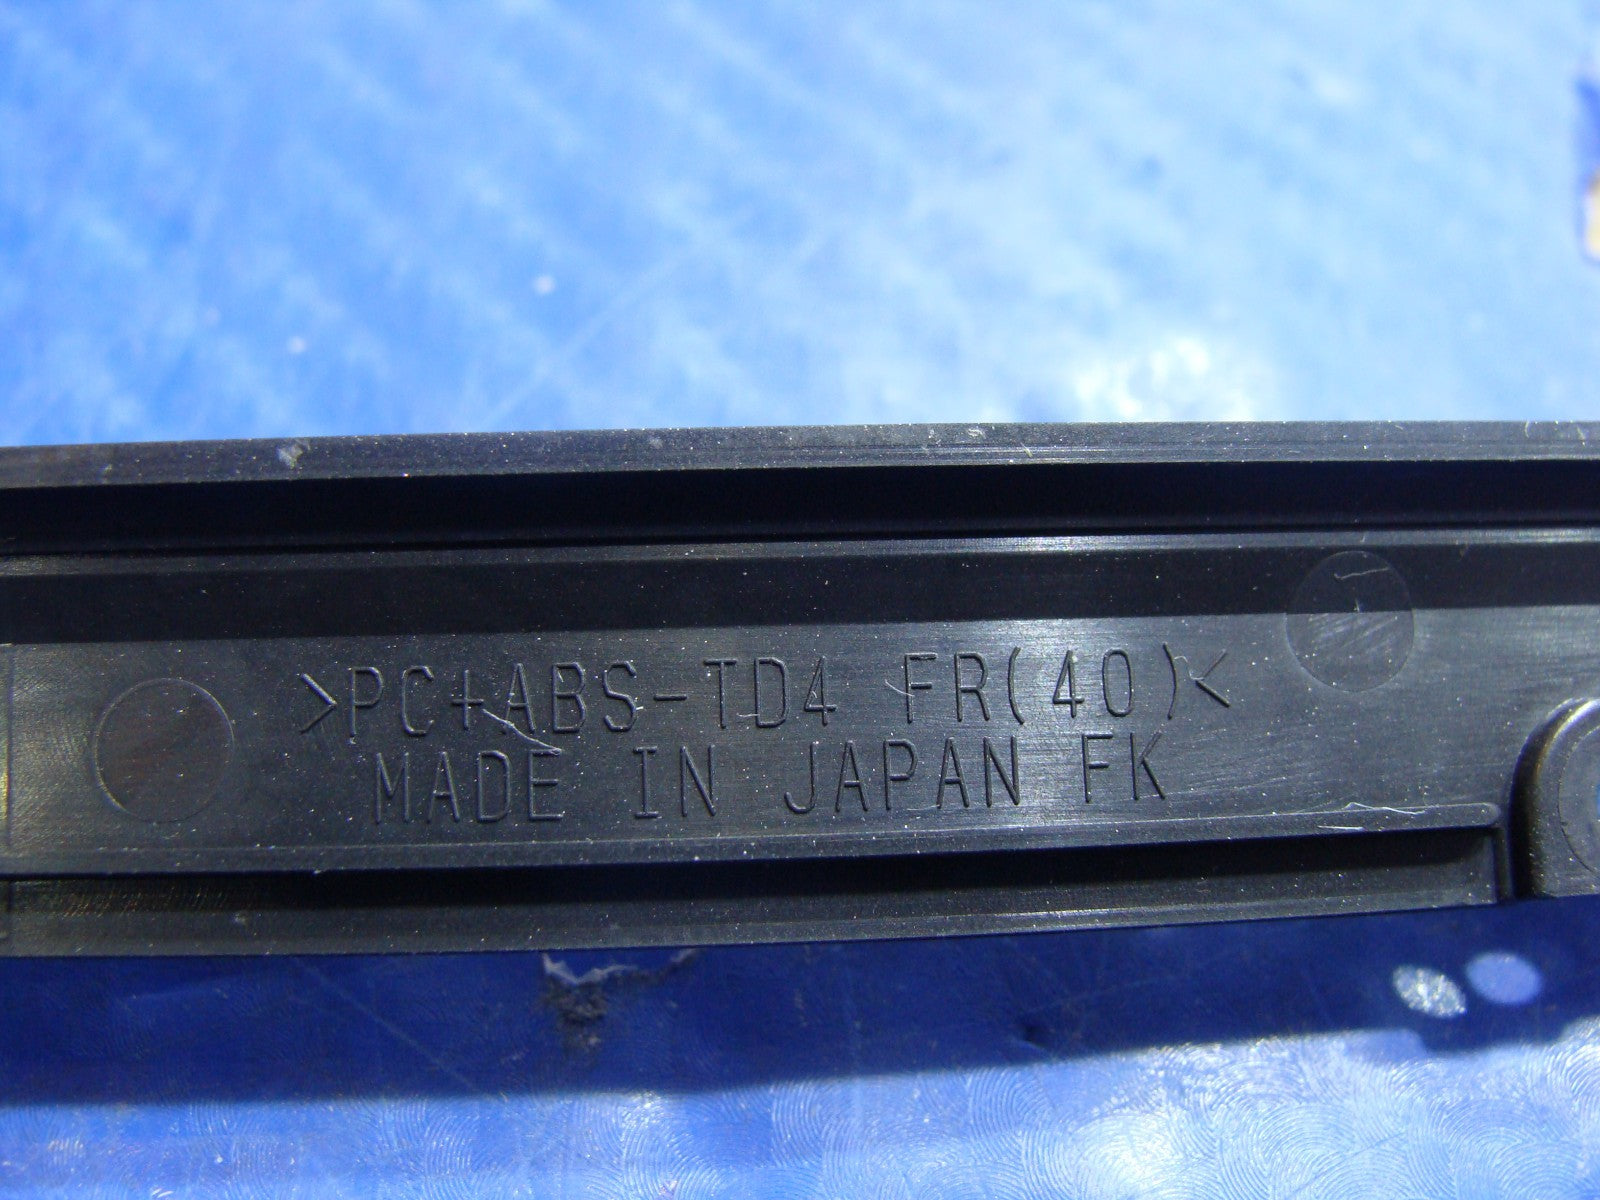 >PC+ABS-TD4 FR(40)<
MADE IN JAPAN FK